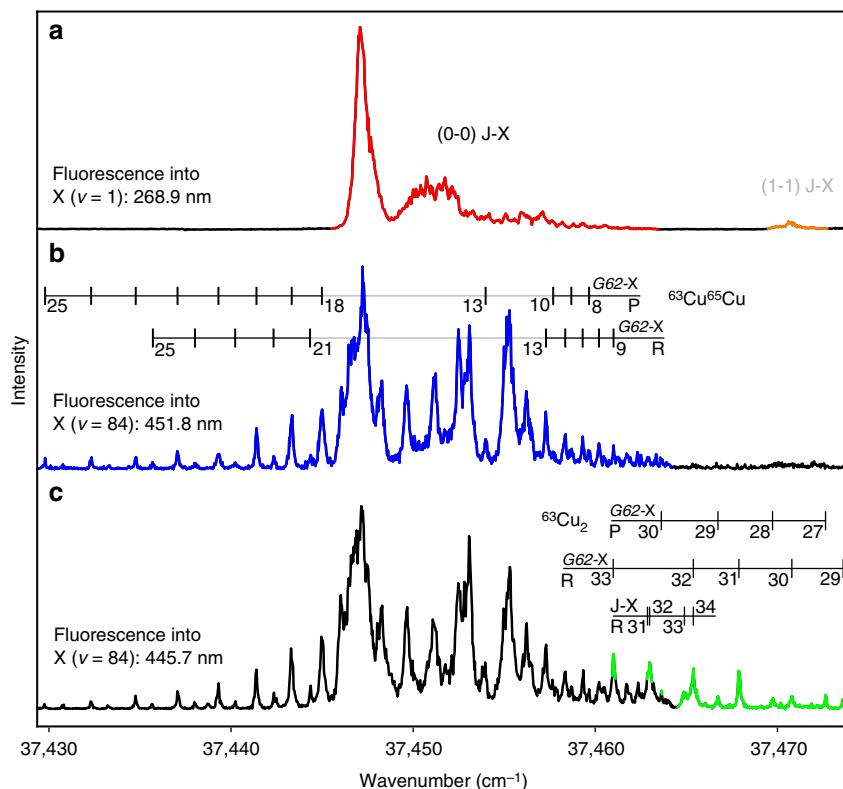 a
(0-0) J-X
Fluorescence into
X (v = 1): 268.9 nm
(1-1) J-X
b
25 18 13 10 8 G62-X P
⁶³Cu⁶⁵Cu
25 21 13 9 G62-X R
Fluorescence into
X (v = 84): 451.8 nm
Intensity
c
⁶³Cu₂
G62-X P 30 29 28 27
G62-X R 33 32 31 30 29
J-X R 31 32 33 34
Fluorescence into
X (v = 84): 445.7 nm
37,430 37,440 37,450 37,460 37,470
Wavenumber (cm⁻¹)